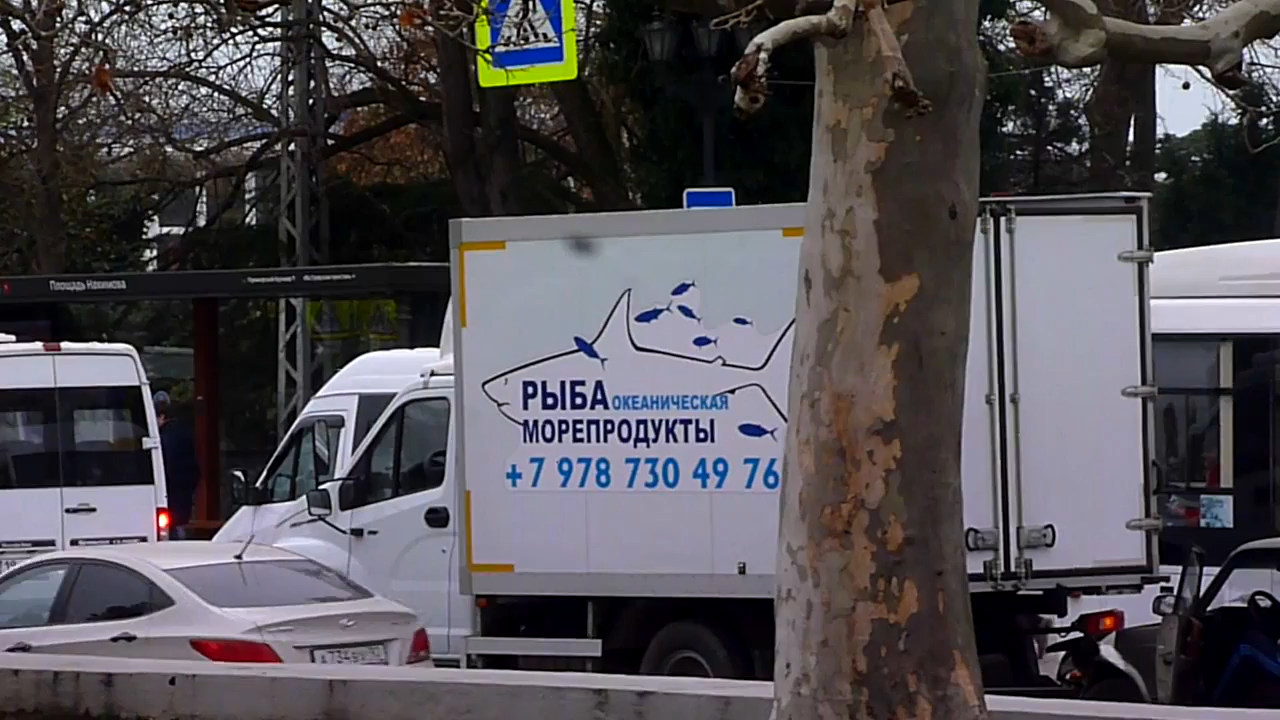 Площадь Нахимова
РЫБА ОКЕАНИЧЕСКАЯ
МОРЕПРОДУКТЫ
+7 978 730 49 76